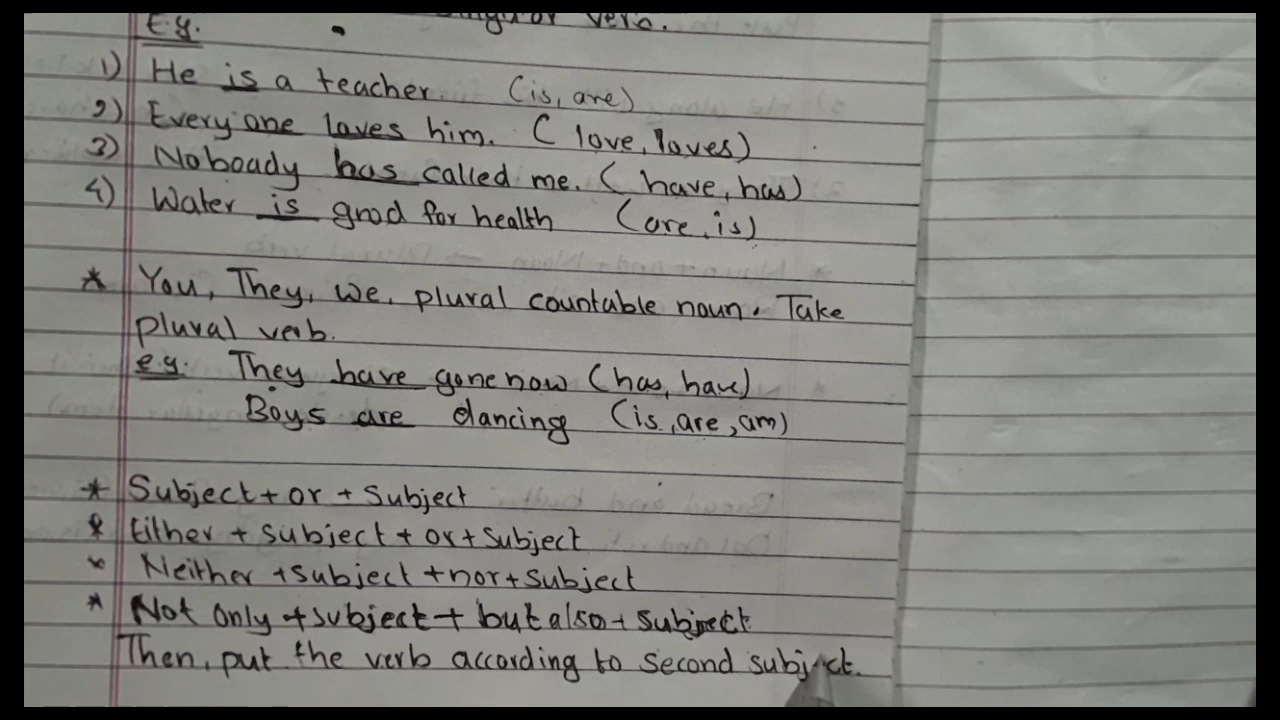 verb.
E.g.
1) He is a teacher. (is, are)
2) Every one loves him. ( love, loves)
3) Noboady has called me. ( have, has)
4) Water is good for health (are, is)
* You, They, we, plural countable noun. Take
plural verb.
e.g. They have gone now (has, have)
Boys are dancing (is, are, am)
* Subject + or + Subject
* Either + subject + or + subject
* Neither + subject + nor + subject
* Not only + subject + but also + subject
Then, put the verb according to second subject.